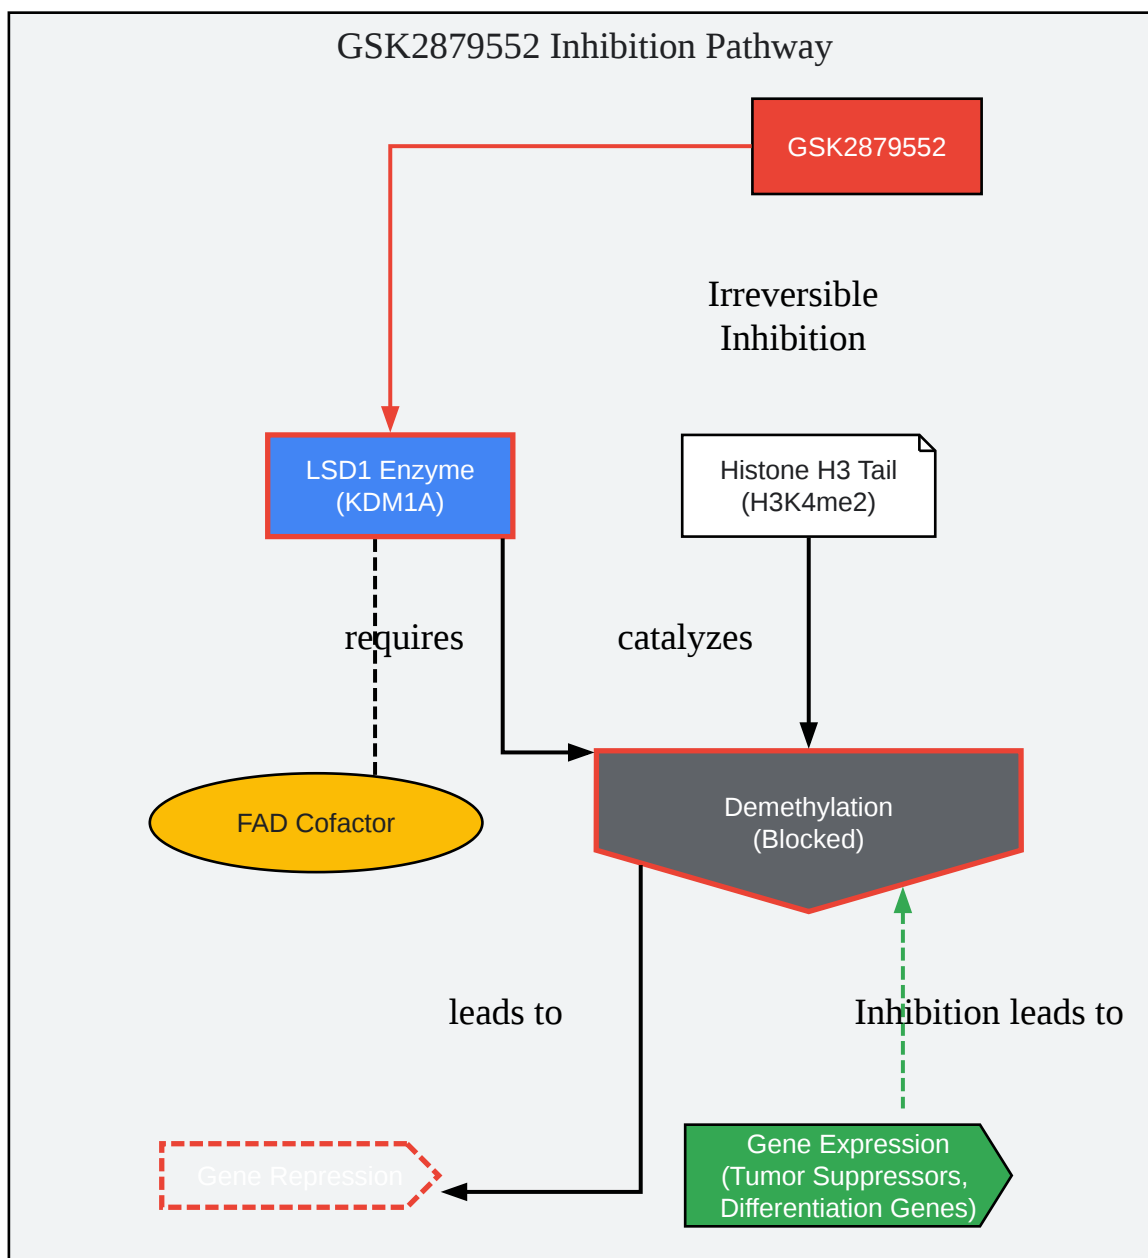 GSK2879552 Inhibition Pathway
GSK2879552
Irreversible
Inhibition
LSD1 Enzyme
(KDM1A)
Histone H3 Tail
(H3K4me2)
requires
catalyzes
FAD Cofactor
Demethylation
(Blocked)
leads to
Inhibition leads to
Gene Repression
Gene Expression
(Tumor Suppressors,
Differentiation Genes)